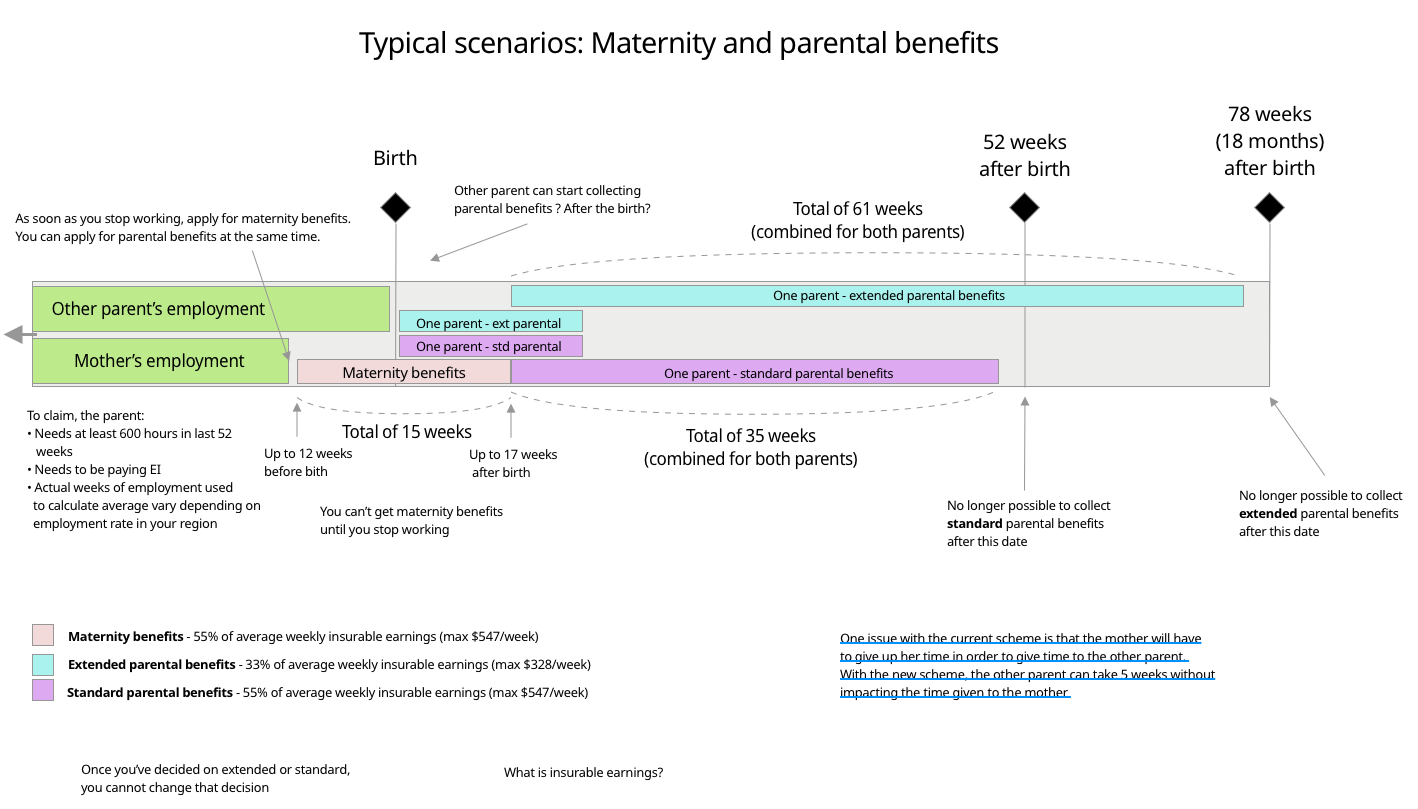 Typical scenarios: Maternity and parental benefits
78 weeks
(18 months)
after birth
52 weeks
after birth
Birth
Other parent can start collecting
parental benefits ? After the birth?
As soon as you stop working, apply for maternity benefits.
You can apply for parental benefits at the same time.
Total of 61 weeks
(combined for both parents)
Other parent’s employment
One parent - extended parental benefits
One parent - ext parental
One parent - std parental
Mother’s employment
Maternity benefits
One parent - standard parental benefits
To claim, the parent:
• Needs at least 600 hours in last 52
weeks
• Needs to be paying EI
• Actual weeks of employment used
to calculate average vary depending on
employment rate in your region
Total of 15 weeks
Up to 12 weeks
before bith
Up to 17 weeks
after birth
You can’t get maternity benefits
until you stop working
Total of 35 weeks
(combined for both parents)
No longer possible to collect
standard parental benefits
after this date
No longer possible to collect
extended parental benefits
after this date
Maternity benefits - 55% of average weekly insurable earnings (max $547/week)
Extended parental benefits - 33% of average weekly insurable earnings (max $328/week)
Standard parental benefits - 55% of average weekly insurable earnings (max $547/week)
One issue with the current scheme is that the mother will have
to give up her time in order to give time to the other parent.
With the new scheme, the other parent can take 5 weeks without
impacting the time given to the mother
Once you’ve decided on extended or standard,
you cannot change that decision
What is insurable earnings?